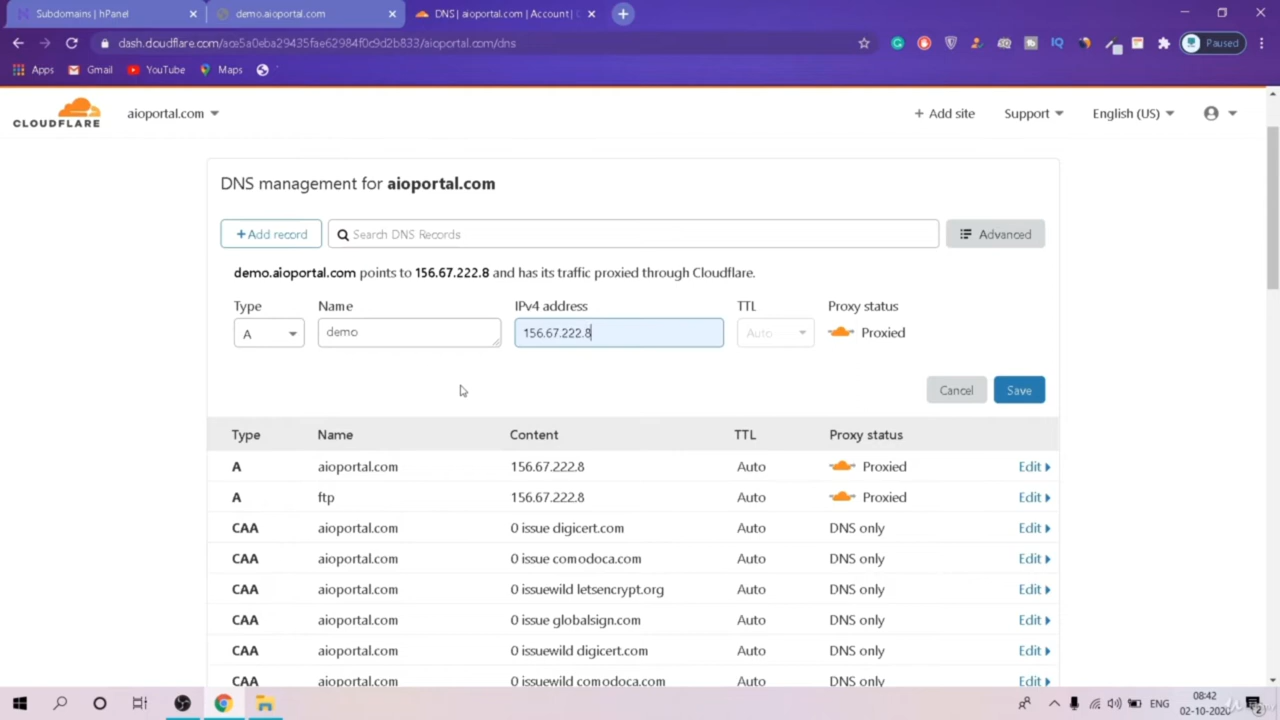 Subdomains | hPanel
demo.aioportal.com
DNS | aioportal.com | Account |
dash.cloudflare.com/ace5a0eba29435fae62984f0c9d2b833/aioportal.com/dns
Paused
Apps Gmail YouTube Maps
CLOUDFLARE
aioportal.com
+ Add site Support English (US)
DNS management for aioportal.com
+Add record Search DNS Records Advanced
demo.aioportal.com points to 156.67.222.8 and has its traffic proxied through Cloudflare.
Type Name IPv4 address TTL Proxy status
A demo 156.67.222.8 Auto Proxied
Cancel Save
Type Name Content TTL Proxy status
A aioportal.com 156.67.222.8 Auto Proxied Edit
A ftp 156.67.222.8 Auto Proxied Edit
CAA aioportal.com 0 issue digicert.com Auto DNS only Edit
CAA aioportal.com 0 issue comodoca.com Auto DNS only Edit
CAA aioportal.com 0 issuewild letsencrypt.org Auto DNS only Edit
CAA aioportal.com 0 issue globalsign.com Auto DNS only Edit
CAA aioportal.com 0 issuewild digicert.com Auto DNS only Edit
CAA aioportal.com 0 issuewild comodoca.com Auto DNS only Edit
ENG
08:42
02-10-2020